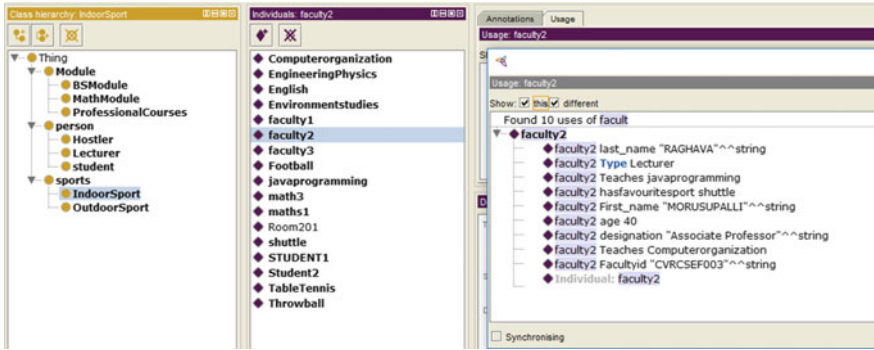 Class hierarchy: IndoorSport
Thing
Module
BSModule
MathModule
ProfessionalCourses
person
Hostler
Lecturer
student
sports
IndoorSport
OutdoorSport
Individuals: faculty2
Computerorganization
EngineeringPhysics
English
Environmentstudies
faculty1
faculty2
faculty3
Football
javaprogramming
math3
maths1
Room201
shuttle
STUDENT1
Student2
TableTennis
Throwball
Annotations Usage
Usage: faculty2
Usage: faculty2
Show: this different
Found 10 uses of facult
faculty2
faculty2 last_name "RAGHAVA"^^string
faculty2 Type Lecturer
faculty2 Teaches javaprogramming
faculty2 hasfavouritesport shuttle
faculty2 First_name "MORUSUPALLI"^^string
faculty2 age 40
faculty2 designation "Associate Professor"^^string
faculty2 Teaches Computerorganization
faculty2 Facultyid "CVRCSEF003"^^string
Individual: faculty2
Synchronising